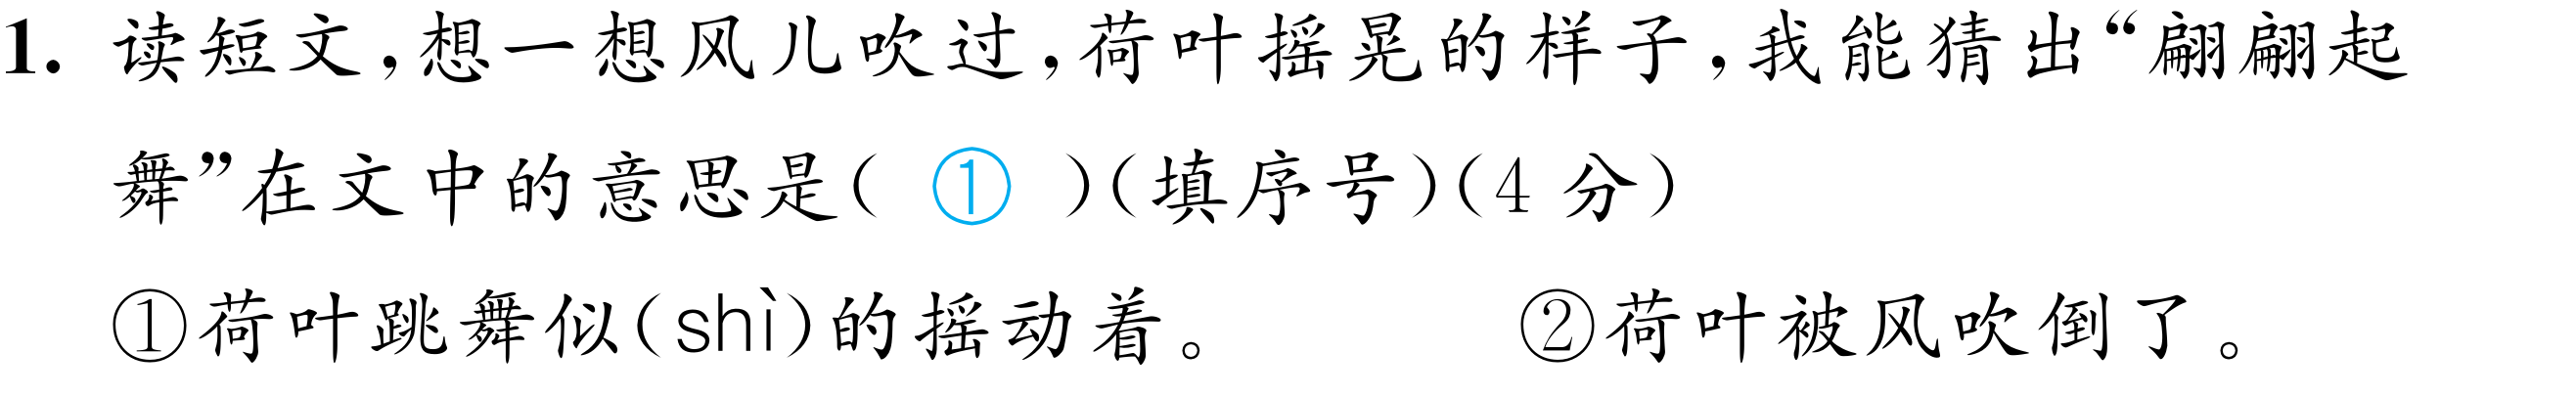 1. 读短文,想一想风儿吹过,荷叶摇晃的样子,我能猜出“翩翩起
舞”在文中的意思是( ① )(填序号)(4 分)
①荷叶跳舞似(shì)的摇动着。 ②荷叶被风吹倒了。